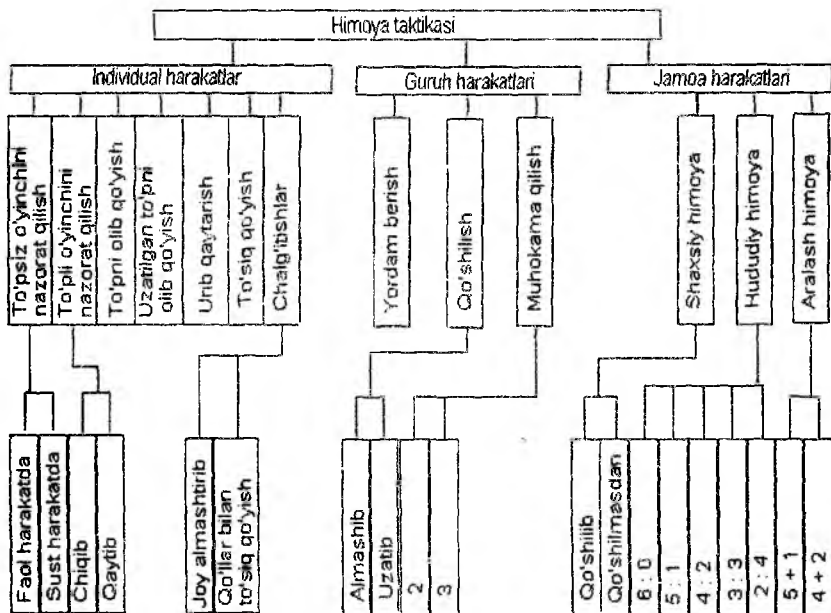 Himoya taktikasi
Individual harakatlar
Guruh harakatlari
Jamoa harakatlari
To'psiz o'yinchini
nazorat qilish
To'pli o'yinchini
nazorat qilish
To'pni olib qo'yish
Uzatilgan to'pni
olib qo'yish
Urib qaytarish
To'siq qo'yish
Chalg'itishlar
Yordam berish
Qo'shilish
Muhokama qilish
Shaxsiy himoya
Hududiy himoya
Aralash himoya
Faol harakatda
Sust harakatda
Chiqib
Qaytib
Joy almashtirib
Qo'llar bilan
to'siq qo'yish
Almashib
Uzatib
2
3
Qo'shilib
Qo'shilmasdan
6 : 0
5 : 1
4 : 2
3 : 3
2 : 4
5 + 1
4 + 2